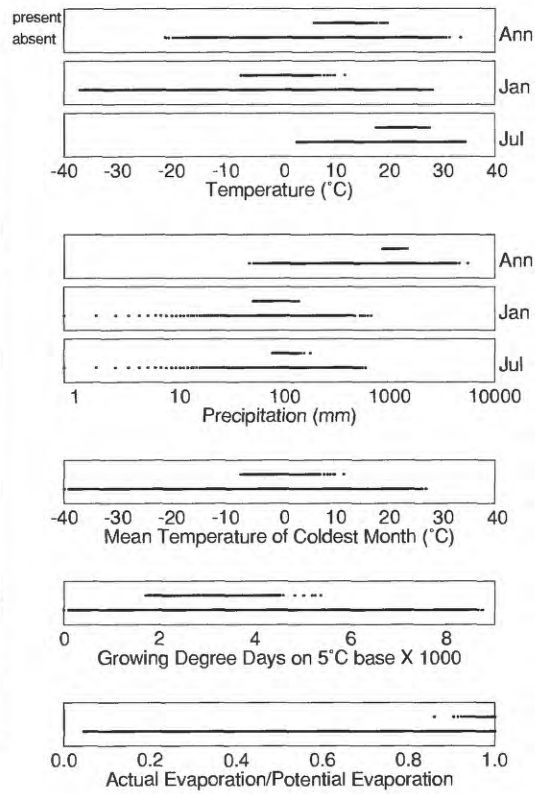 present
absent
Ann
Jan
Jul
-40 -30 -20 -10 0 10 20 30 40
Temperature (°C)
Ann
Jan
Jul
1 10 100 1000 10000
Precipitation (mm)
-40 -30 -20 -10 0 10 20 30 40
Mean Temperature of Coldest Month (°C)
0 2 4 6 8
Growing Degree Days on 5°C base X 1000
0.0 0.2 0.4 0.6 0.8 1.0
Actual Evaporation/Potential Evaporation